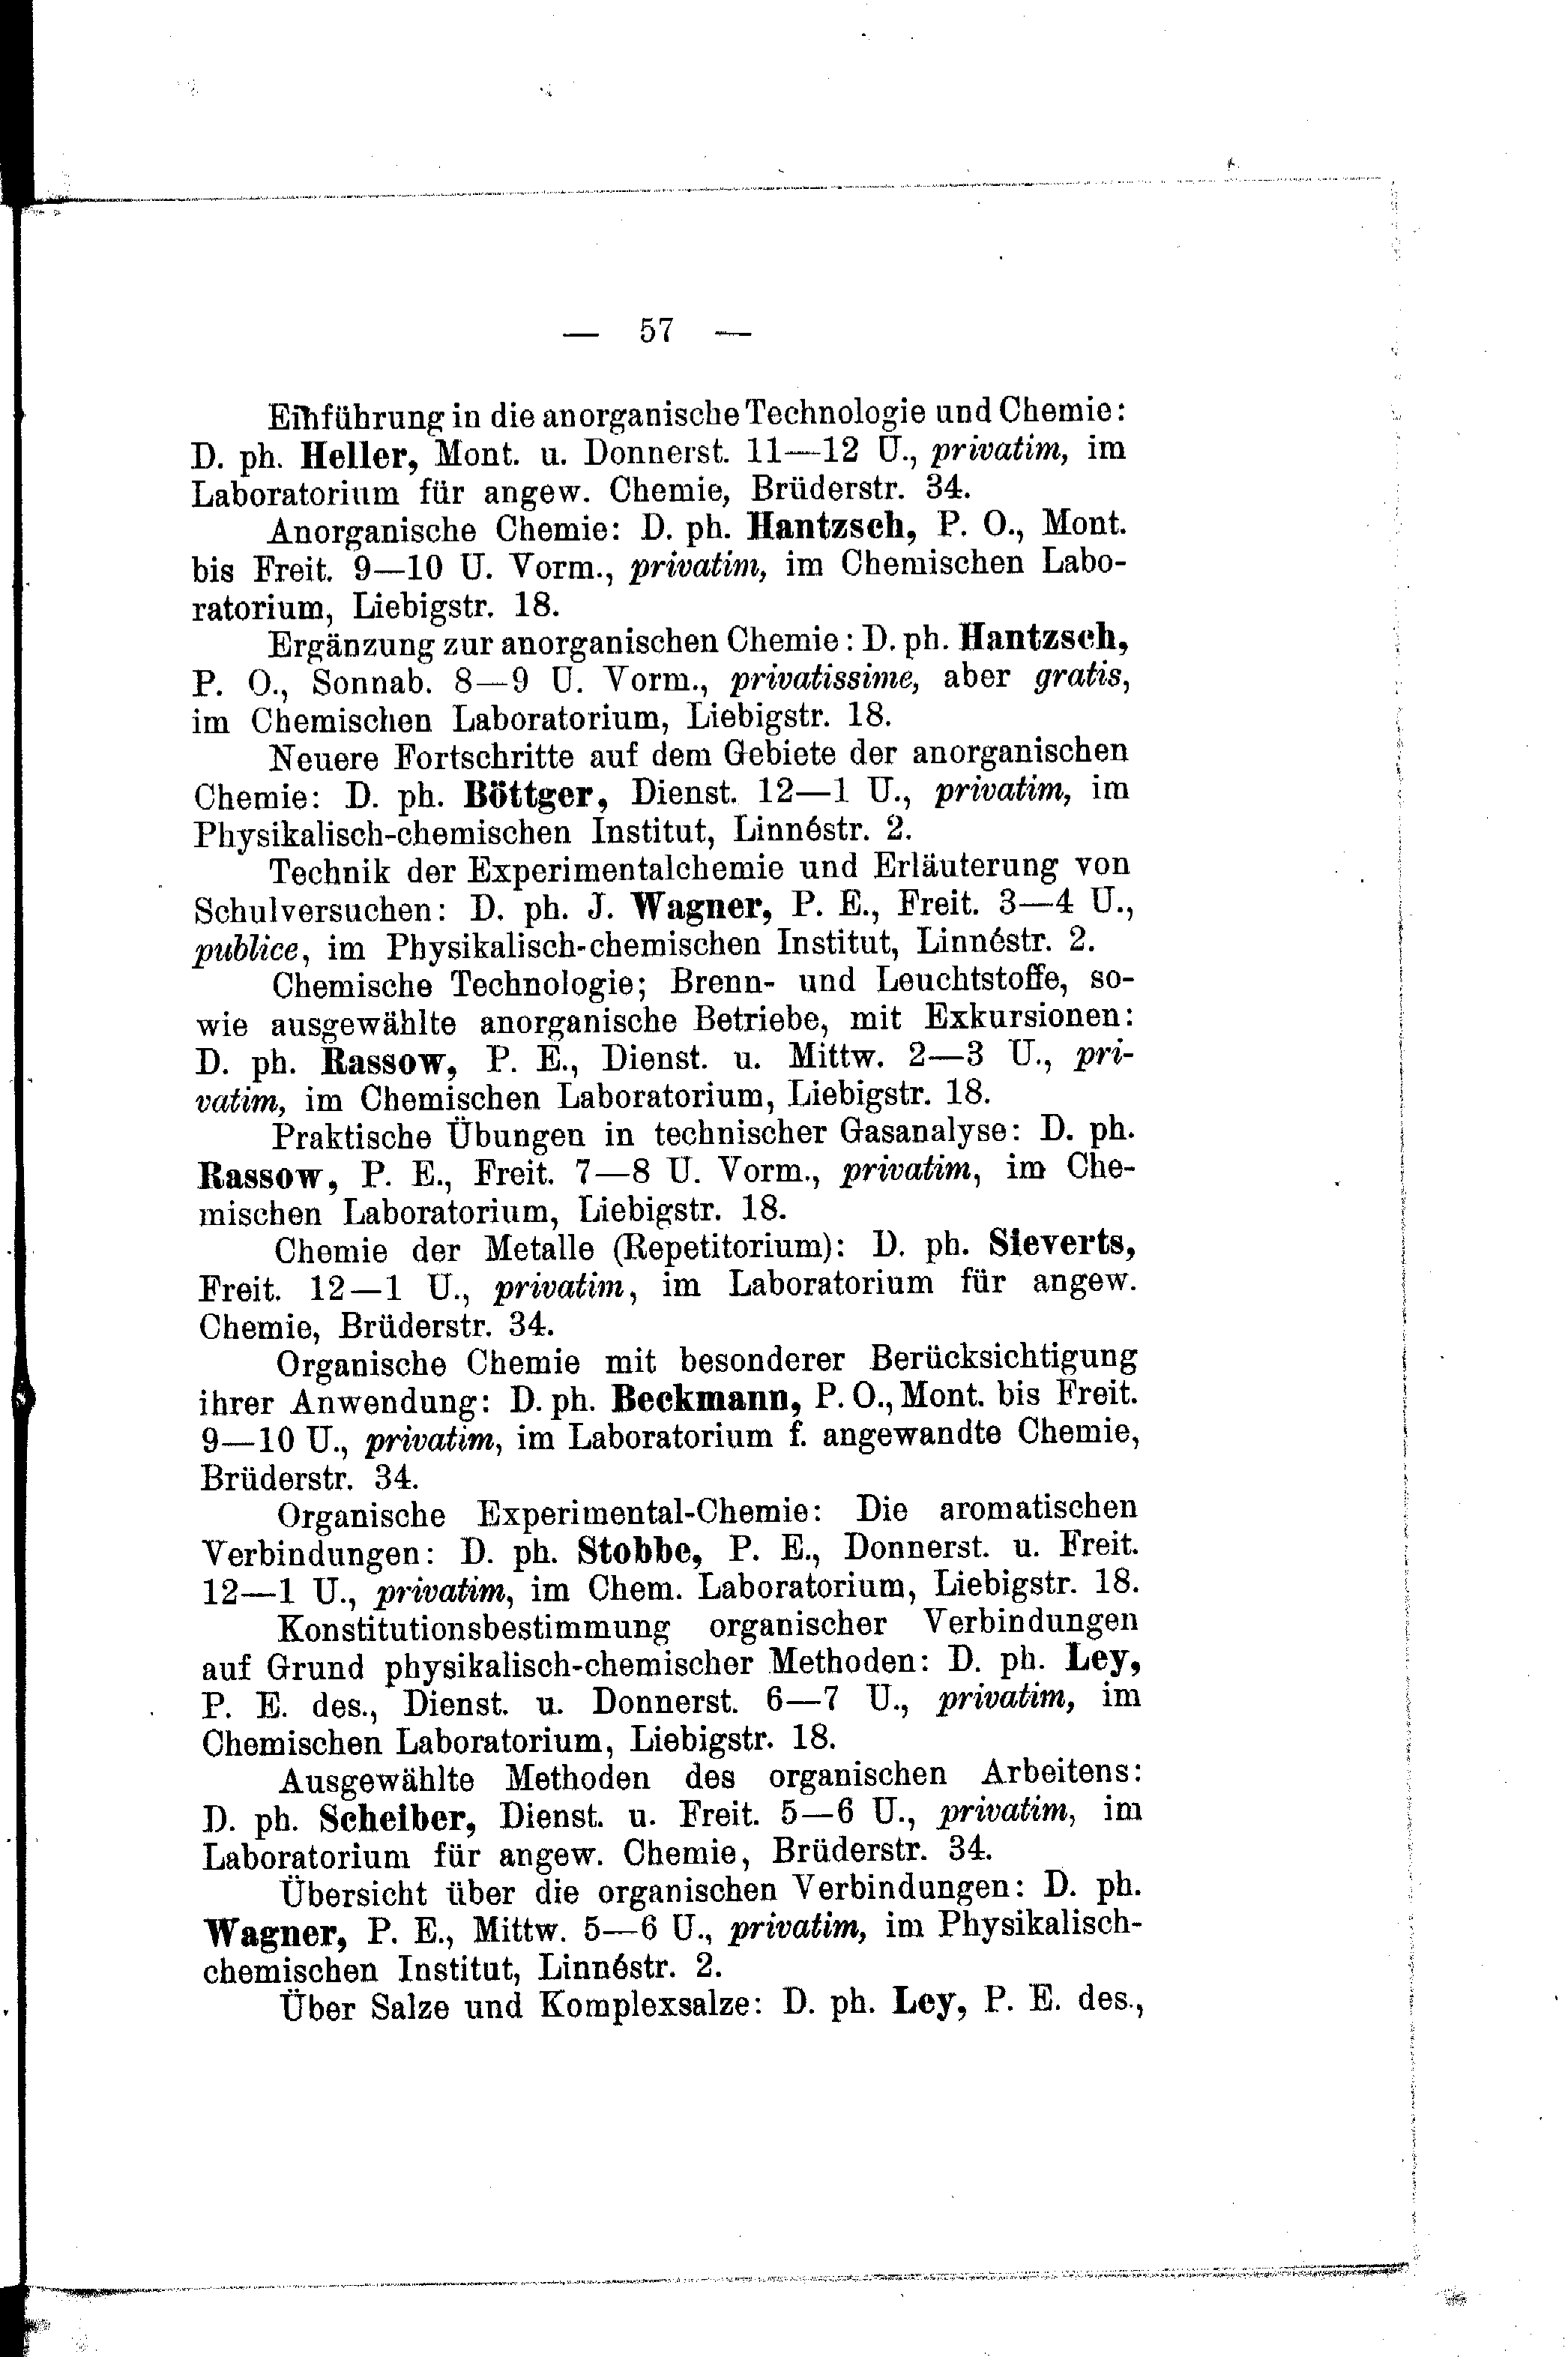 — 57 —
Einführung in die anorganische Technologie und Chemie:
D. ph. Heller, Mont. u. Donnerst. 11—12 U., privatim, im
Laboratorium für angew. Chemie, Brüderstr. 34.
Anorganische Chemie: D. ph. Hantzsch, P. O., Mont.
bis Freit. 9—10 U. Vorm., privatim, im Chemischen Labo-
ratorium, Liebigstr. 18.
Ergänzung zur anorganischen Chemie: D. ph. Hantzsch,
P. O., Sonnab. 8—9 U. Vorm., privatissime, aber gratis,
im Chemischen Laboratorium, Liebigstr. 18.
Neuere Fortschritte auf dem Gebiete der anorganischen
Chemie: D. ph. Böttger, Dienst. 12—1 U., privatim, im
Physikalisch-chemischen Institut, Linnéstr. 2.
Technik der Experimentalchemie und Erläuterung von
Schulversuchen: D. ph. J. Wagner, P. E., Freit. 3—4 U.,
publice, im Physikalisch-chemischen Institut, Linnéstr. 2.
Chemische Technologie; Brenn- und Leuchtstoffe, so-
wie ausgewählte anorganische Betriebe, mit Exkursionen:
D. ph. Rassow, P. E., Dienst. u. Mittw. 2—3 U., pri-
vatim, im Chemischen Laboratorium, Liebigstr. 18.
Praktische Übungen in technischer Gasanalyse: D. ph.
Rassow, P. E., Freit. 7—8 U. Vorm., privatim, im Che-
mischen Laboratorium, Liebigstr. 18.
Chemie der Metalle (Repetitorium): D. ph. Sieverts,
Freit. 12—1 U., privatim, im Laboratorium für angew.
Chemie, Brüderstr. 34.
Organische Chemie mit besonderer Berücksichtigung
ihrer Anwendung: D. ph. Beckmann, P. O., Mont. bis Freit.
9—10 U., privatim, im Laboratorium f. angewandte Chemie,
Brüderstr. 34.
Organische Experimental-Chemie: Die aromatischen
Verbindungen: D. ph. Stobbe, P. E., Donnerst. u. Freit.
12—1 U., privatim, im Chem. Laboratorium, Liebigstr. 18.
Konstitutionsbestimmung organischer Verbindungen
auf Grund physikalisch-chemischer Methoden: D. ph. Ley,
P. E. des., Dienst. u. Donnerst. 6—7 U., privatim, im
Chemischen Laboratorium, Liebigstr. 18.
Ausgewählte Methoden des organischen Arbeitens:
D. ph. Scheiber, Dienst. u. Freit. 5—6 U., privatim, im
Laboratorium für angew. Chemie, Brüderstr. 34.
Übersicht über die organischen Verbindungen: D. ph.
Wagner, P. E., Mittw. 5—6 U., privatim, im Physikalisch-
chemischen Institut, Linnéstr. 2.
Über Salze und Komplexsalze: D. ph. Ley, P. E. des.,